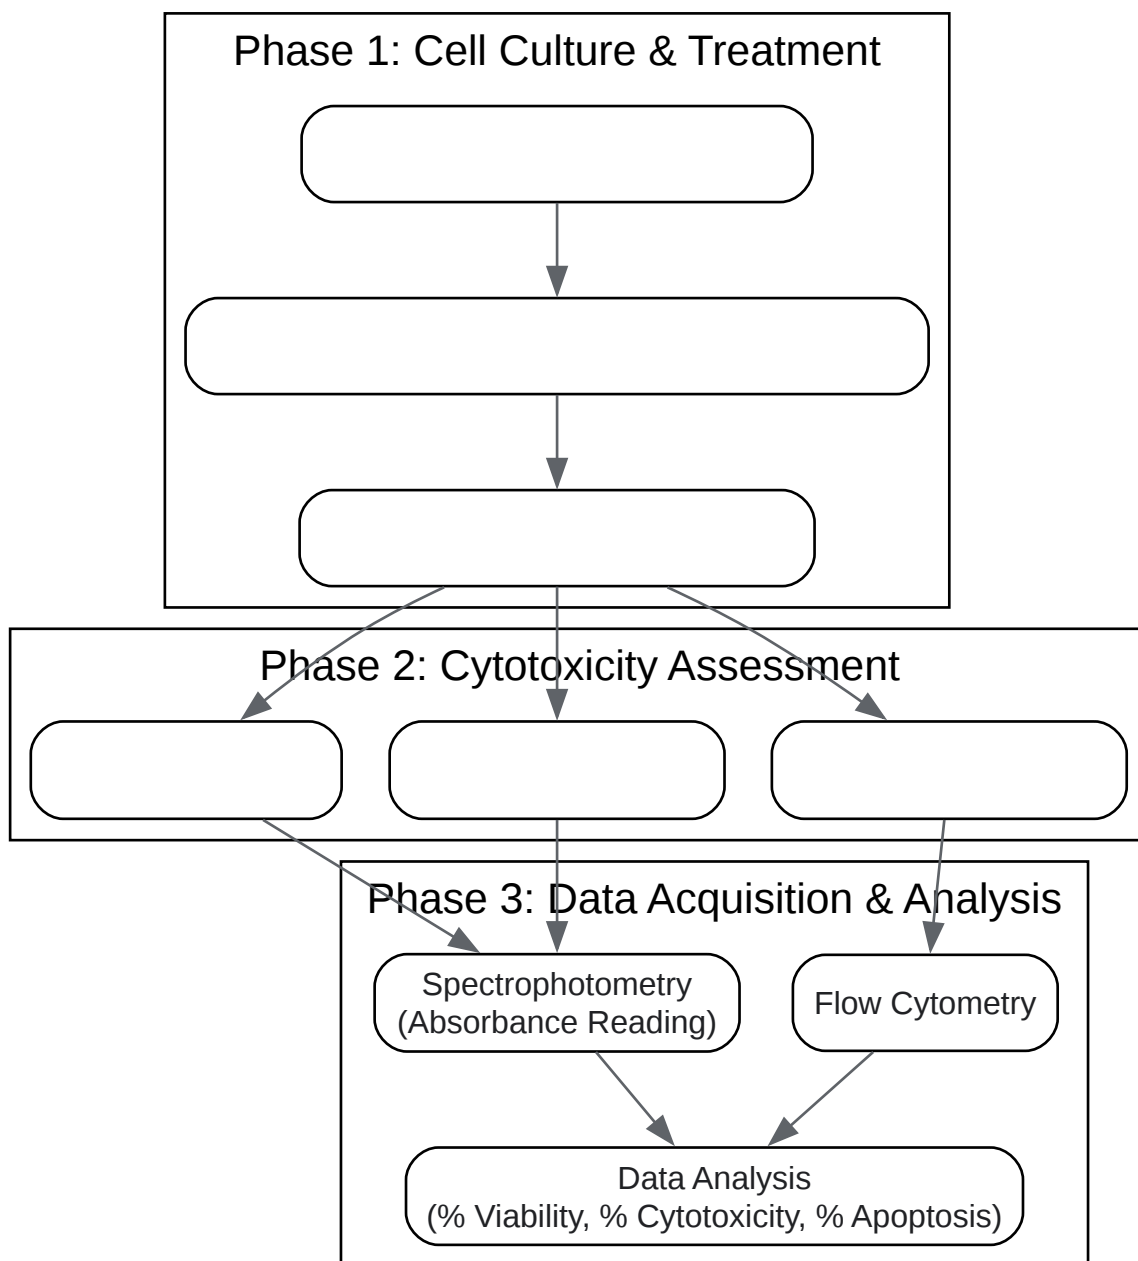 Phase 1: Cell Culture & Treatment
Phase 2: Cytotoxicity Assessment
Phase 3: Data Acquisition & Analysis
Spectrophotometry
(Absorbance Reading)
Flow Cytometry
Data Analysis
(% Viability, % Cytotoxicity, % Apoptosis)